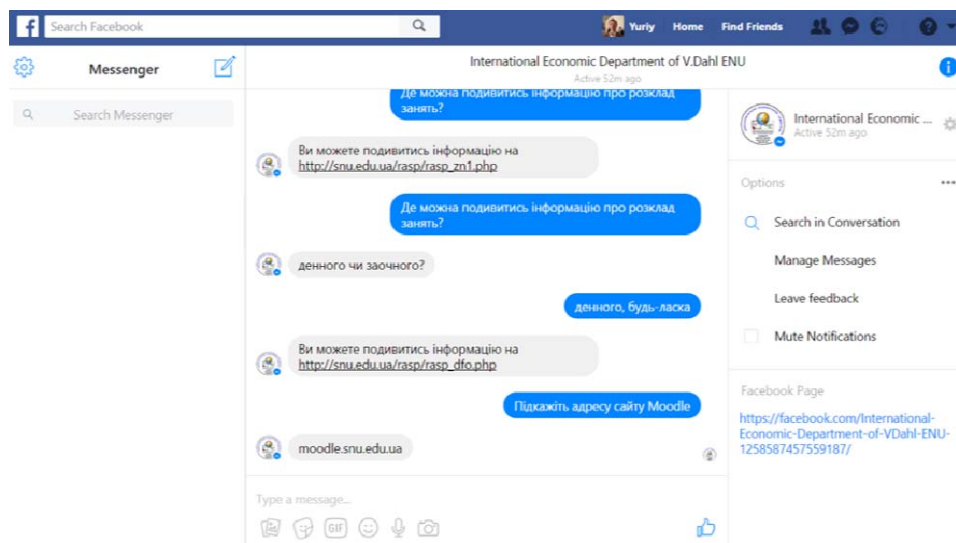 Search Facebook
Yuriy Home Find Friends
Messenger
International Economic Department of V.Dahl ENU
Active 52m ago
Search Messenger
Де можна подивитись інформацію про розклад
занять?
Ви можете подивитись інформацію на
http://snu.edu.ua/rasp/rasp_zn1.php
Де можна подивитись інформацію про розклад
занять?
денного чи заочного?
денного, будь-ласка
Ви можете подивитись інформацію на
http://snu.edu.ua/rasp/rasp_dfo.php
Підкажіть адресу сайту Moodle
moodle.snu.edu.ua
Type a message...
GIF
International Economic ...
Active 52m ago
Options
Search in Conversation
Manage Messages
Leave feedback
Mute Notifications
Facebook Page
https://facebook.com/International-
Economic-Department-of-VDahl-ENU-
1258587457559187/